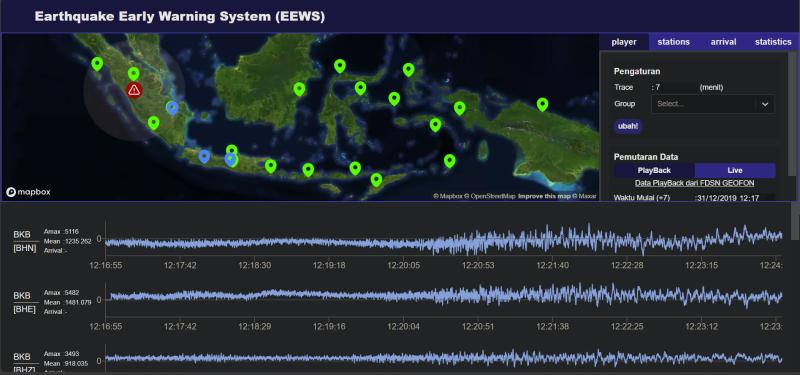 Earthquake Early Warning System (EEWS)
player stations arrival statistics
Pengaturan
Trace : 7 (menit)
Group Select...
ubah!
Pemutaran Data
PlayBack Live
Data PlayBack dari FDSN GEOFON
Waktu Mulai (+7) :31/12/2019 12:17
mapbox
© Mapbox © OpenStreetMap Improve this map © Maxar
BKB
[BHN]
Amax :5116
Mean :1235.262
Arrival :-
0
12:16:55 12:17:42 12:18:30 12:19:18 12:20:05 12:20:53 12:21:40 12:22:28 12:23:15 12:24:
BKB
[BHE]
Amax :5482
Mean :1481.079
Arrival :-
0
12:16:55 12:17:42 12:18:29 12:19:16 12:20:04 12:20:51 12:21:38 12:22:25 12:23:12 12:23:
BKB
[BHZ]
Amax :3493
Mean :918.035
Arrival :-
0